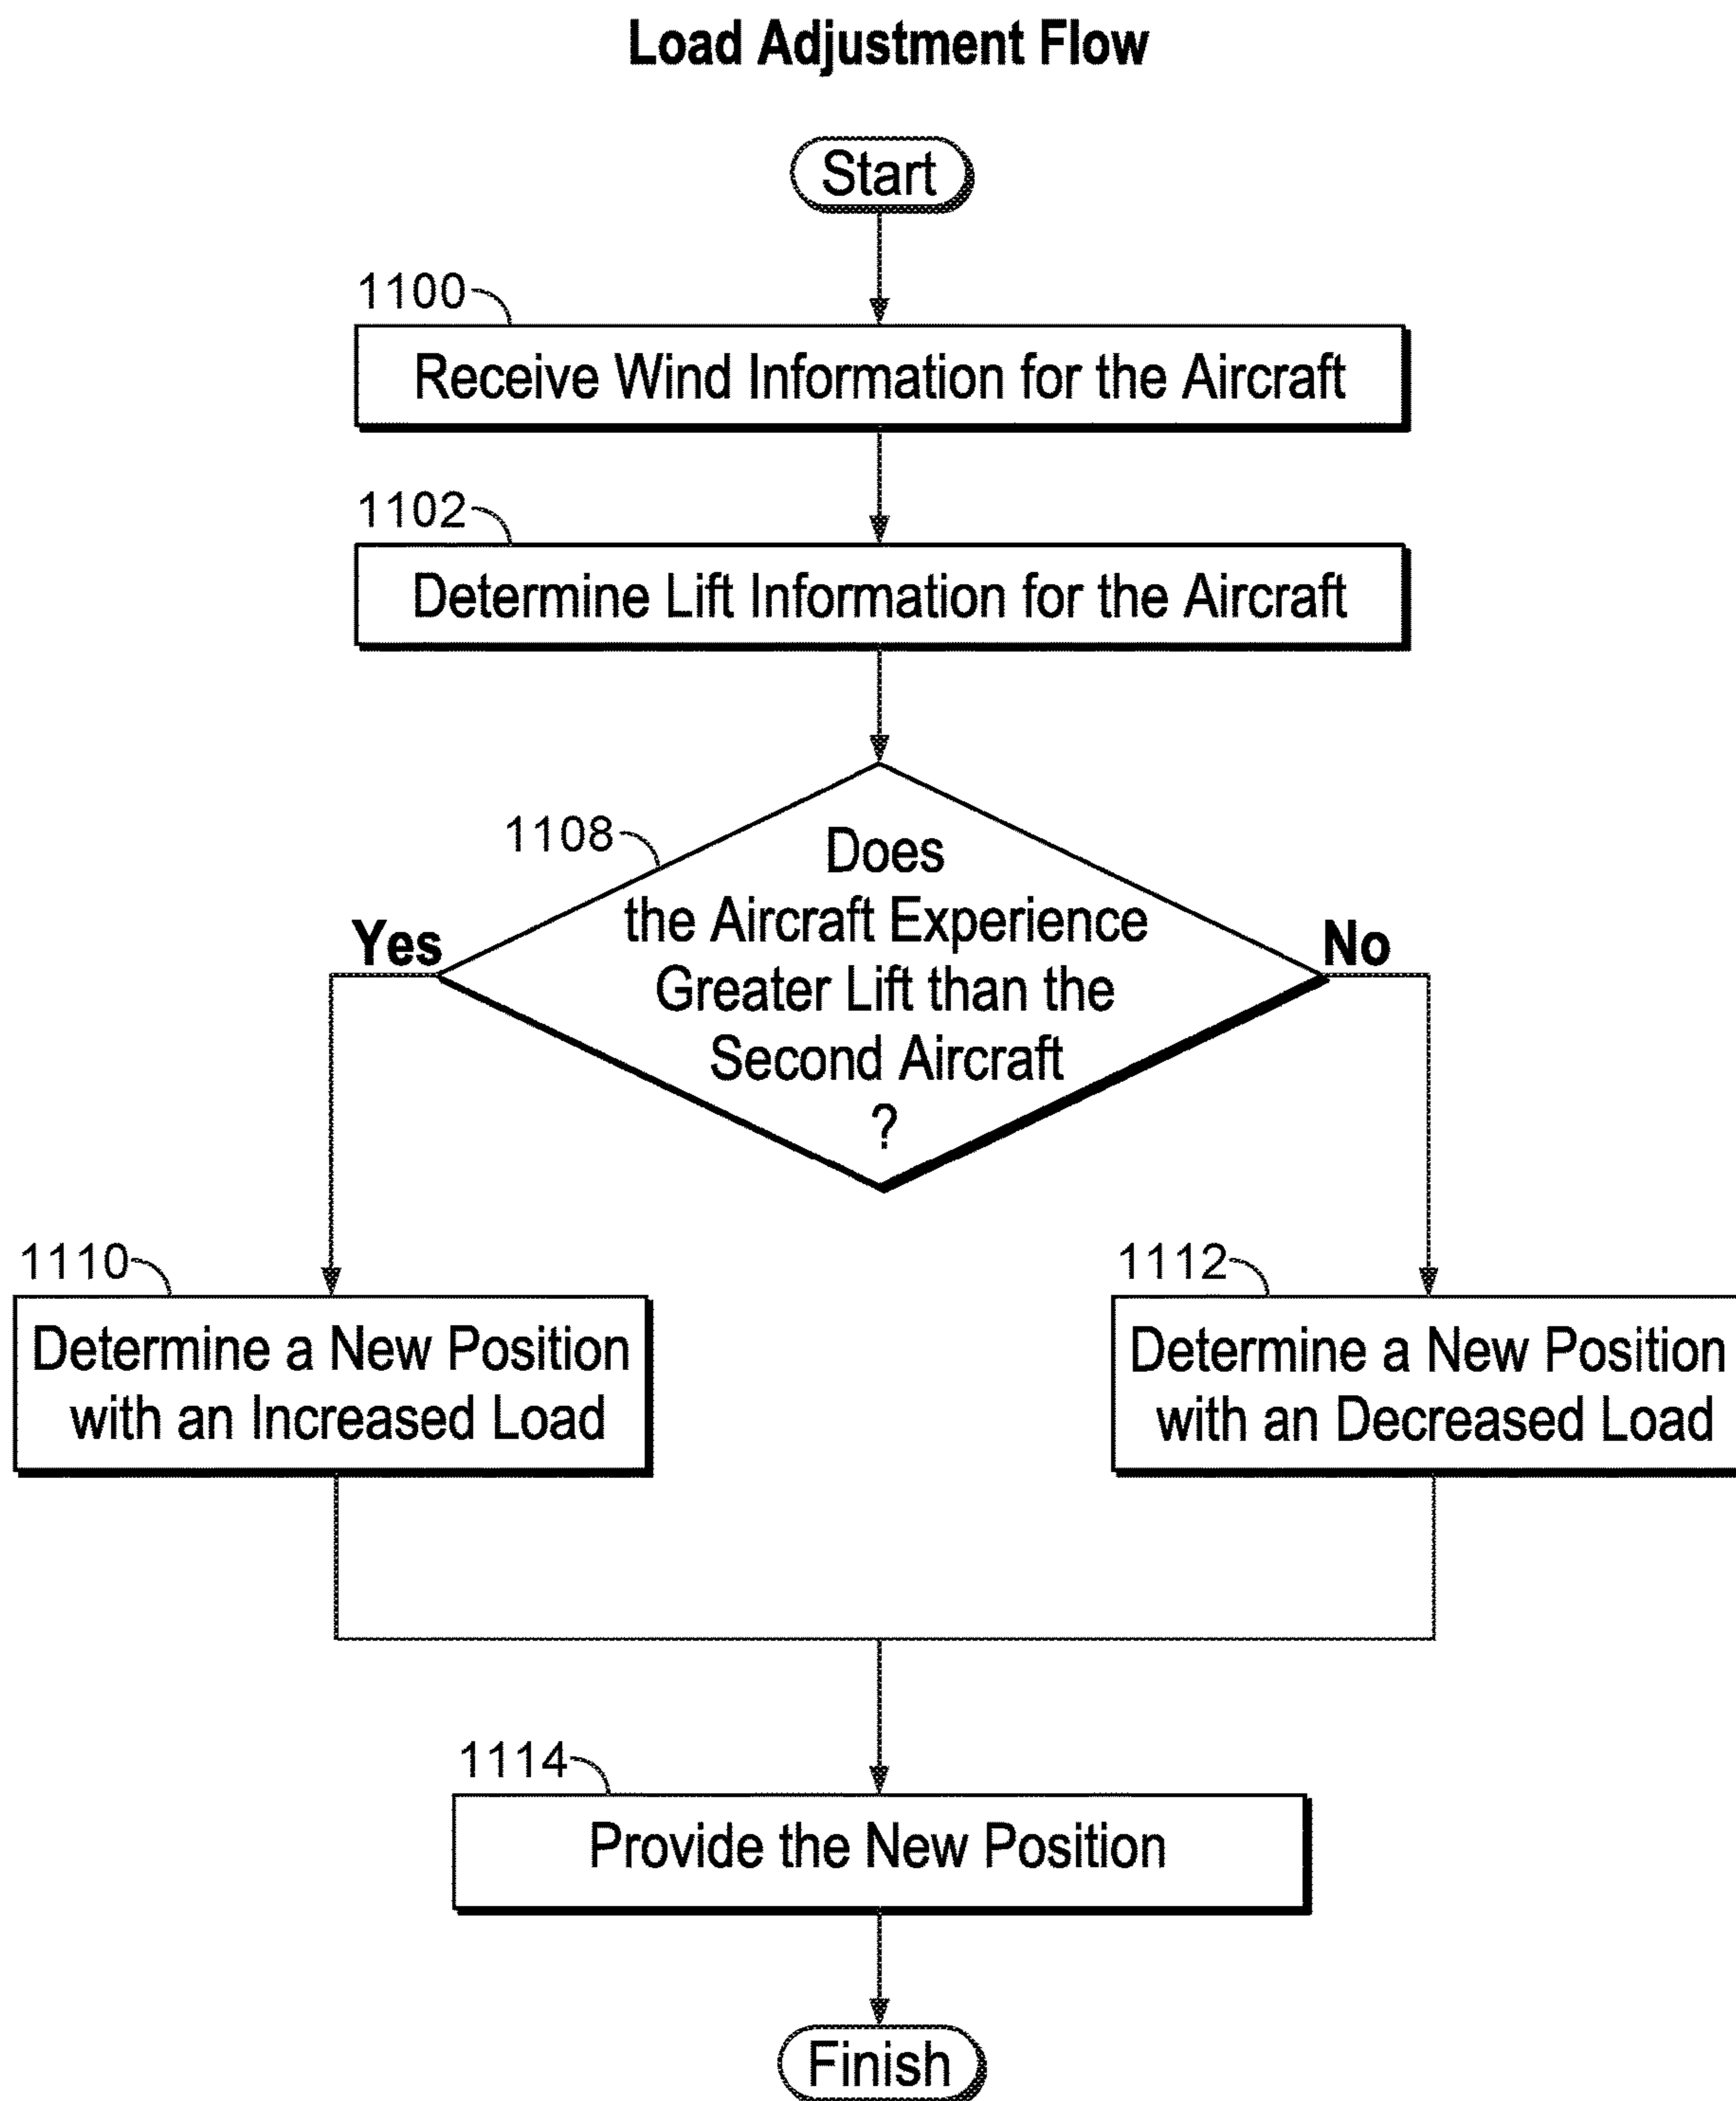 Load Adjustment Flow
Start
1100
Receive Wind Information for the Aircraft
1102
Determine Lift Information for the Aircraft
1108
Does
the Aircraft Experience
Greater Lift than the
Second Aircraft
?
Yes
No
1110
Determine a New Position
with an Increased Load
1112
Determine a New Position
with an Decreased Load
1114
Provide the New Position
Finish